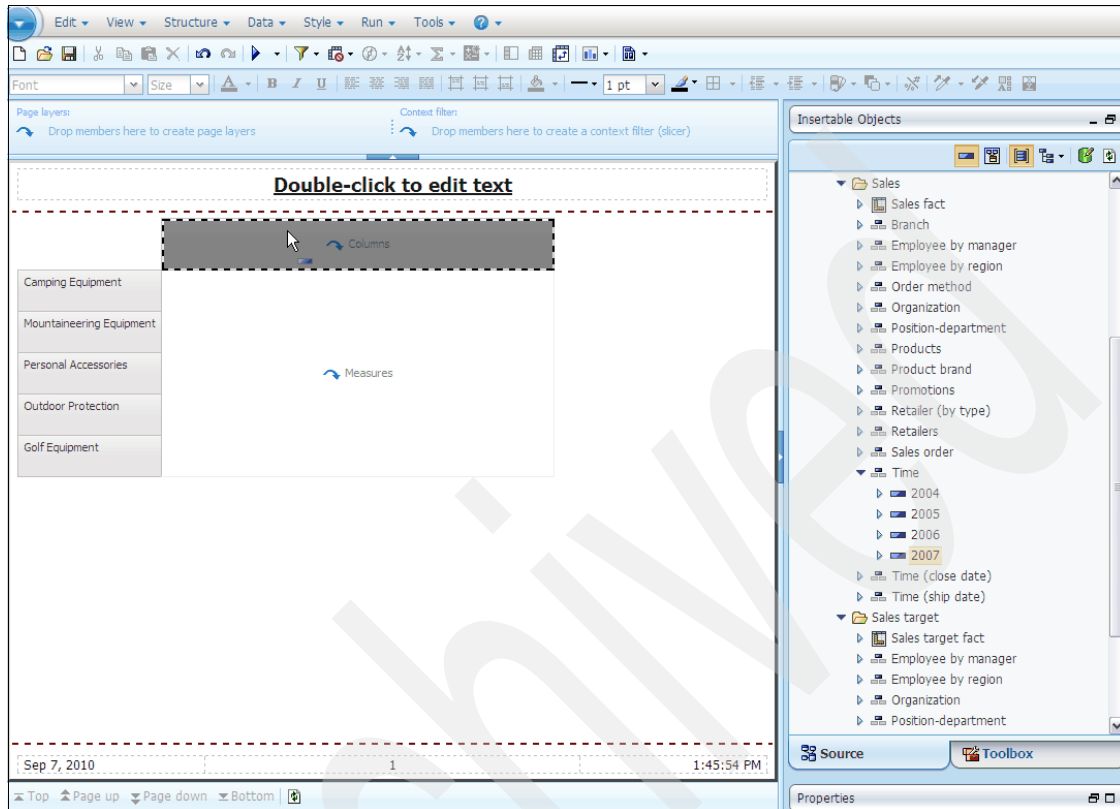 Edit View Structure Data Style Run Tools
Font Size A B I U 1 pt
Page layers:
Drop members here to create page layers
Context filter:
Drop members here to create a context filter (slicer)
Double-click to edit text
Columns
Camping Equipment
Mountaineering Equipment
Personal Accessories
Outdoor Protection
Golf Equipment
Measures
Sep 7, 2010 1 1:45:54 PM
Top Page up Page down Bottom
Insertable Objects
Sales
Sales fact
Branch
Employee by manager
Employee by region
Order method
Organization
Position-department
Products
Product brand
Promotions
Retailer (by type)
Retailers
Sales order
Time
2004
2005
2006
2007
Time (close date)
Time (ship date)
Sales target
Sales target fact
Employee by manager
Employee by region
Organization
Position-department
Source Toolbox
Properties